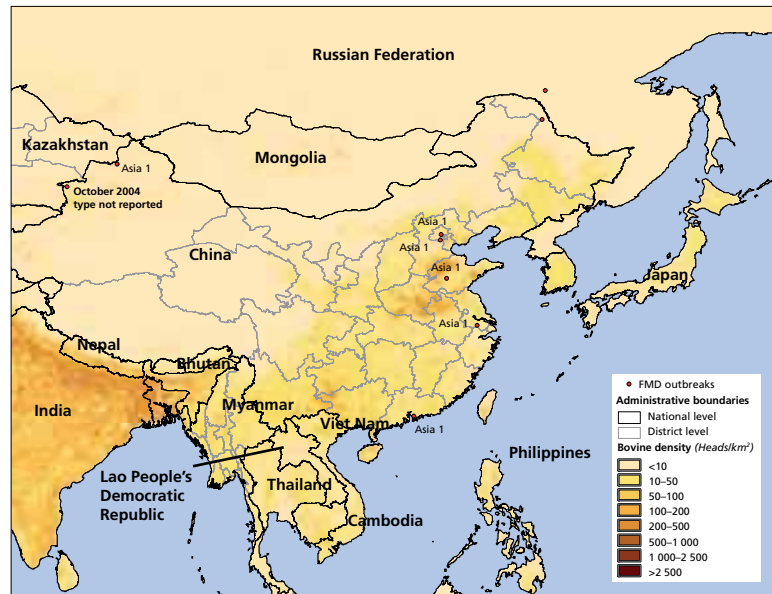 Russian Federation
Kazakhstan
Mongolia
Asia 1
October 2004
type not reported
Asia 1
Asia 1
China
Asia 1
Japan
Asia 1
Nepal
Bhutan
India
Myanmar
Viet Nam
Asia 1
Philippines
Lao People's
Democratic
Republic
Thailand
Cambodia
FMD outbreaks
Administrative boundaries
National level
District level
Bovine density (Heads/km²)
<10
10–50
50–100
100–200
200–500
500–1 000
1 000–2 500
>2 500